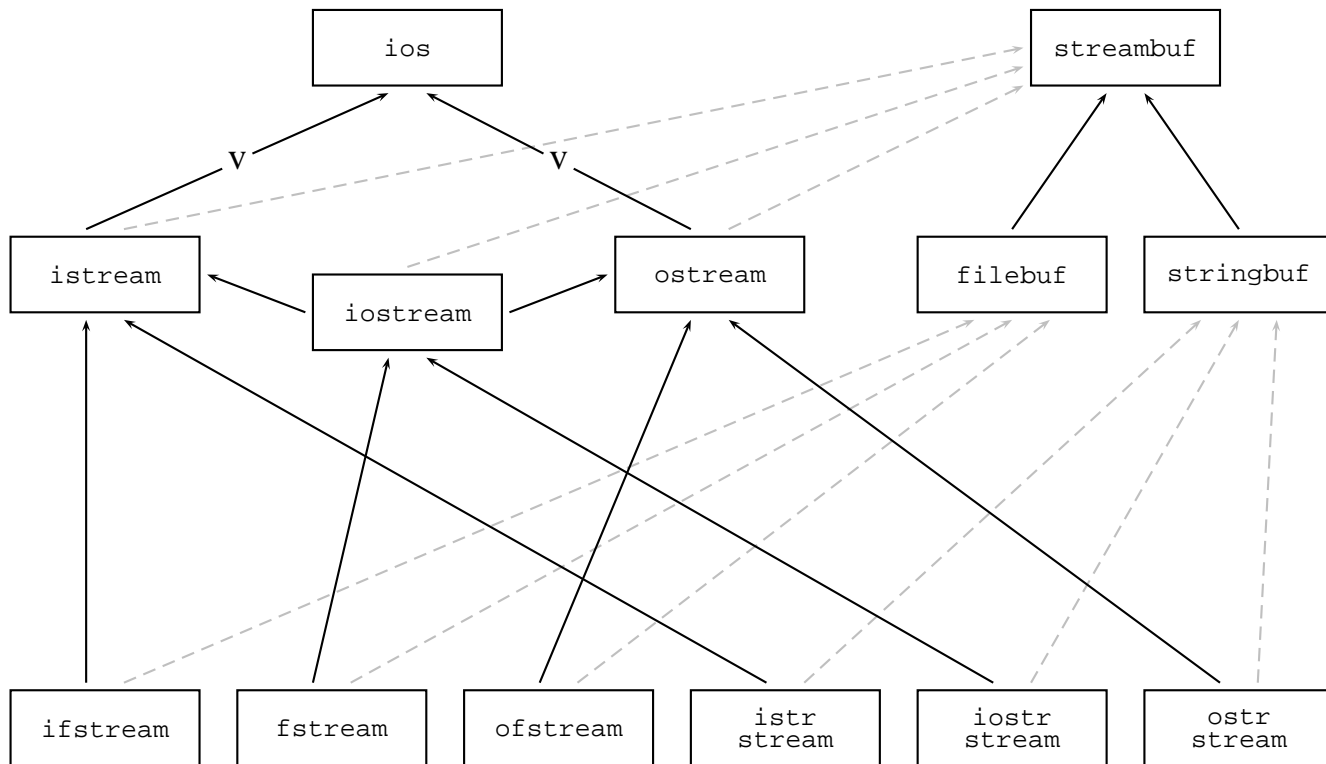 ios
streambuf
V
V
istream
iostream
ostream
filebuf
stringbuf
ifstream
fstream
ofstream
istr
stream
iostr
stream
ostr
stream